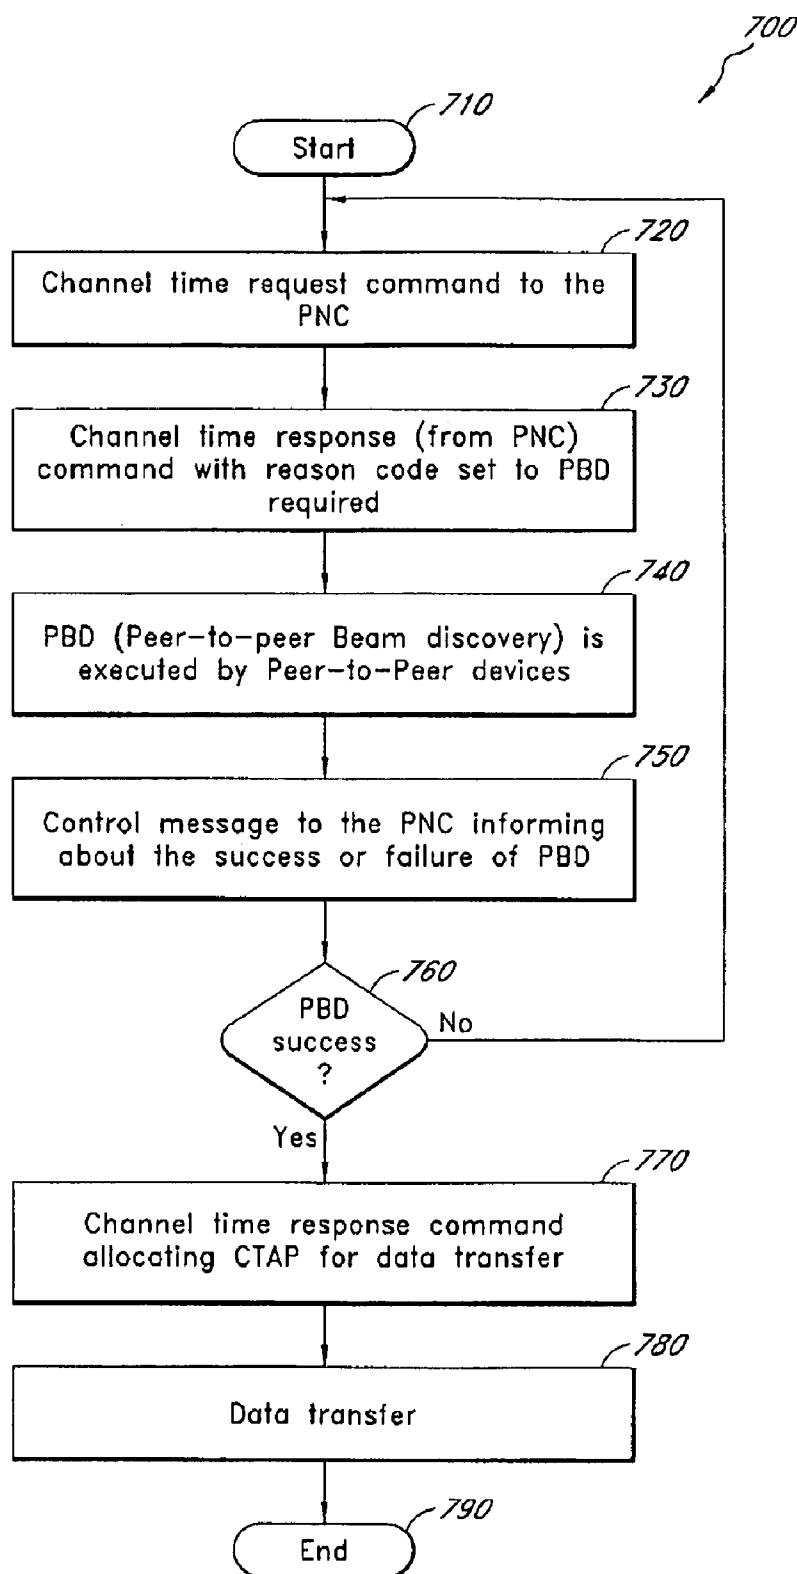 700
710
Start
720
Channel time request command to the
PNC
730
Channel time response (from PNC)
command with reason code set to PBD
required
740
PBD (Peer-to-peer Beam discovery) is
executed by Peer-to-Peer devices
750
Control message to the PNC informing
about the success or failure of PBD
760
PBD
success
?
No
Yes
770
Channel time response command
allocating CTAP for data transfer
780
Data transfer
790
End